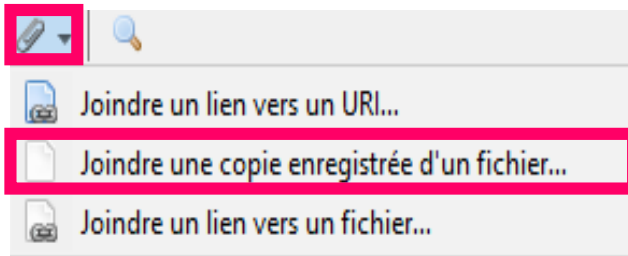 Joindre un lien vers un URI...
Joindre une copie enregistrée d'un fichier...
Joindre un lien vers un fichier...